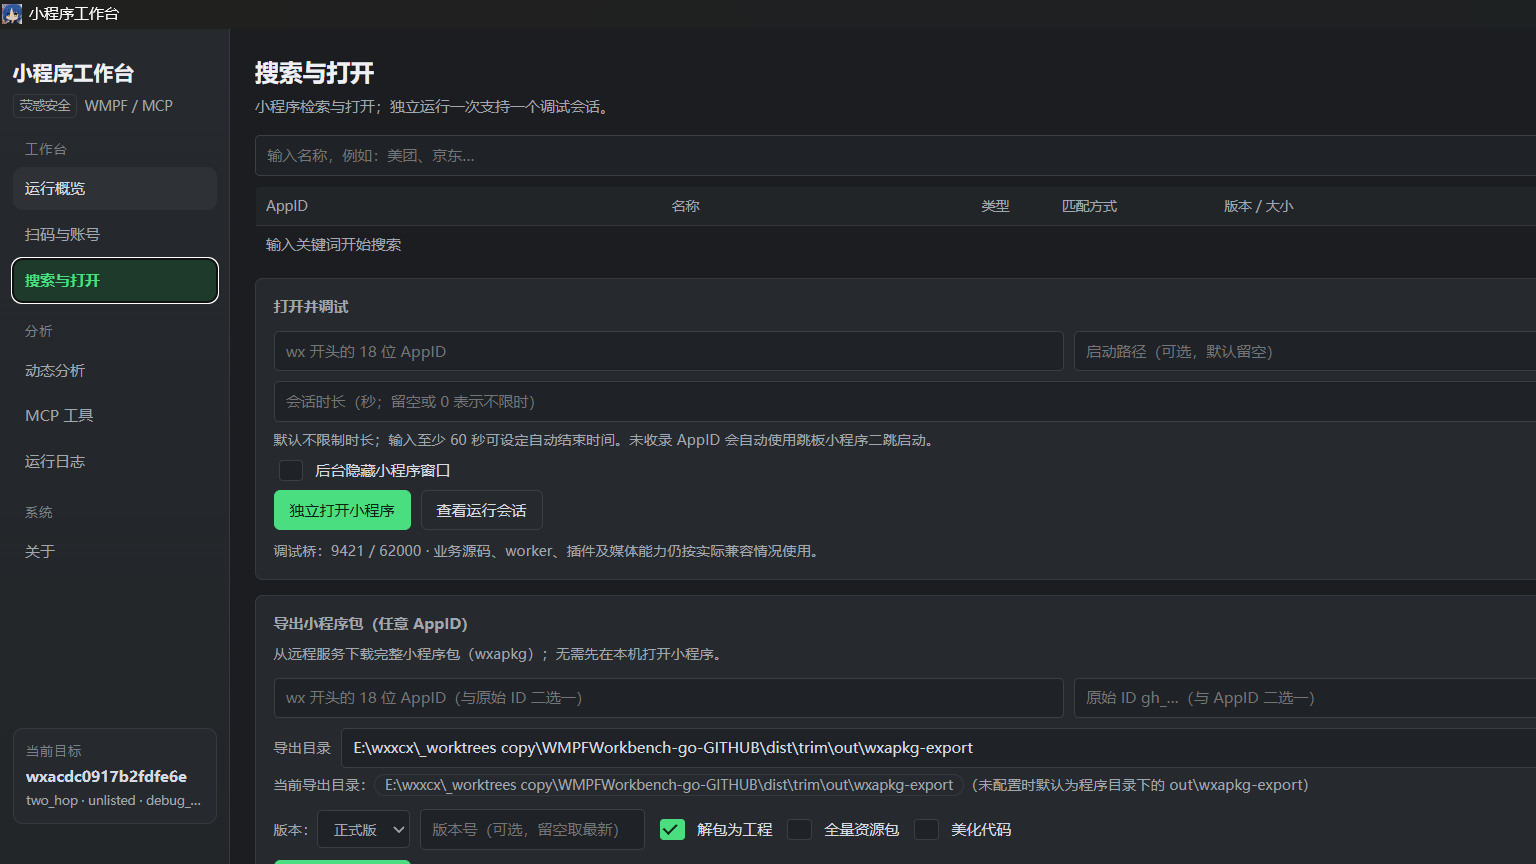 小程序工作台
小程序工作台
荧惑安全 WMPF / MCP
工作台
运行概览
扫码与账号
搜索与打开
分析
动态分析
MCP 工具
运行日志
系统
关于
当前目标
wxacdc0917b2fdfe6e
two_hop · unlisted · debug_...
搜索与打开
小程序检索与打开；独立运行一次支持一个调试会话。
输入名称，例如：美团、京东...
AppID 名称 类型 匹配方式 版本 / 大小
输入关键词开始搜索
打开并调试
wx 开头的 18 位 AppID 启动路径（可选，默认留空）
会话时长（秒；留空或 0 表示不限时）
默认不限制时长；输入至少 60 秒可设定自动结束时间。未收录 AppID 会自动使用跳板小程序二跳启动。
后台隐藏小程序窗口
独立打开小程序 查看运行会话
调试桥：9421 / 62000 · 业务源码、worker、插件及媒体能力仍按实际兼容情况使用。
导出小程序包（任意 AppID）
从远程服务下载完整小程序包（wxapkg）；无需先在本机打开小程序。
wx 开头的 18 位 AppID（与原始 ID 二选一） 原始 ID gh_...（与 AppID 二选一）
导出目录 E:\wxxcx\_worktrees copy\WMPFWorkbench-go-GITHUB\dist\trim\out\wxapkg-export
当前导出目录： E:\wxxcx\_worktrees copy\WMPFWorkbench-go-GITHUB\dist\trim\out\wxapkg-export （未配置时默认为程序目录下的 out\wxapkg-export）
版本： 正式版 版本号（可选，留空取最新） 解包为工程 全量资源包 美化代码